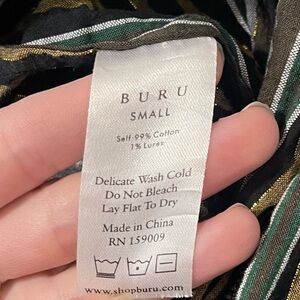 BURU
SMALL
Self: 99% Cotton
1% Lurex
Delicate Wash Cold
Do Not Bleach
Lay Flat To Dry
Made in China
RN 159009
www.shopburu.com